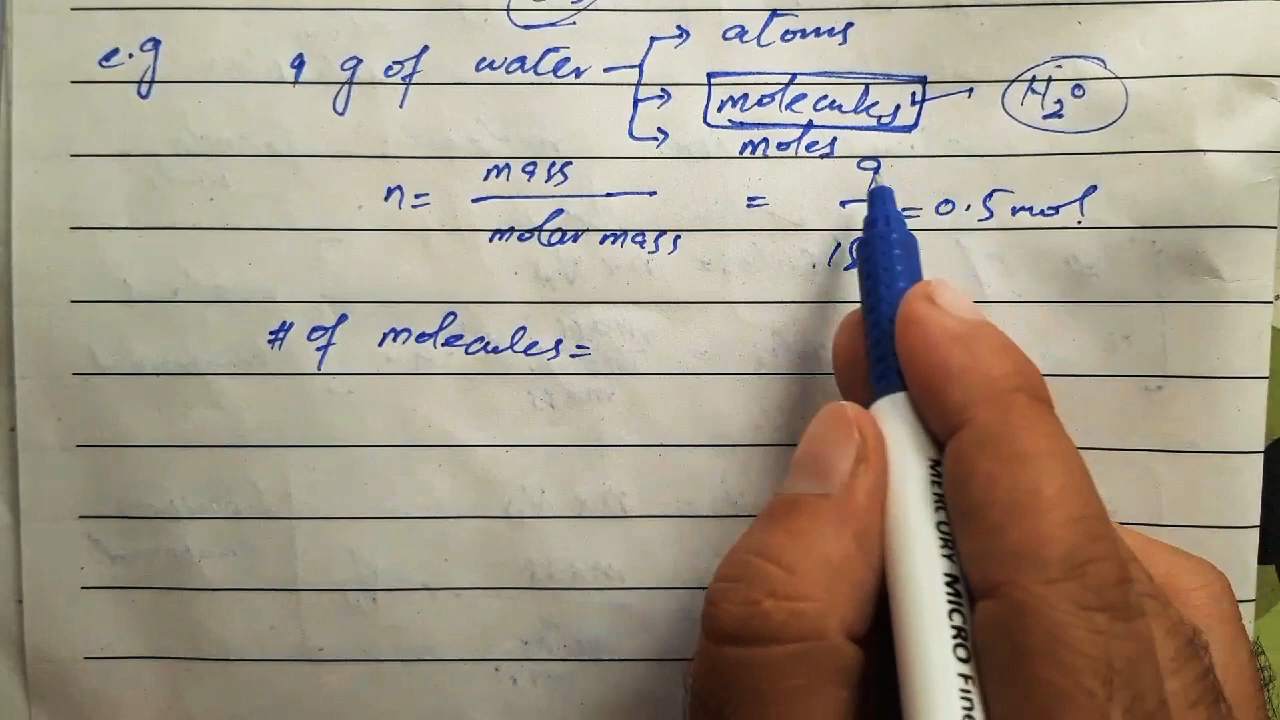 e.g 9 g of water → atoms
→ molecules → H₂O
→ moles
n = mass / molar mass = 9 / 18 = 0.5 mol
# of molecules =
MERCURY MICRO Fine